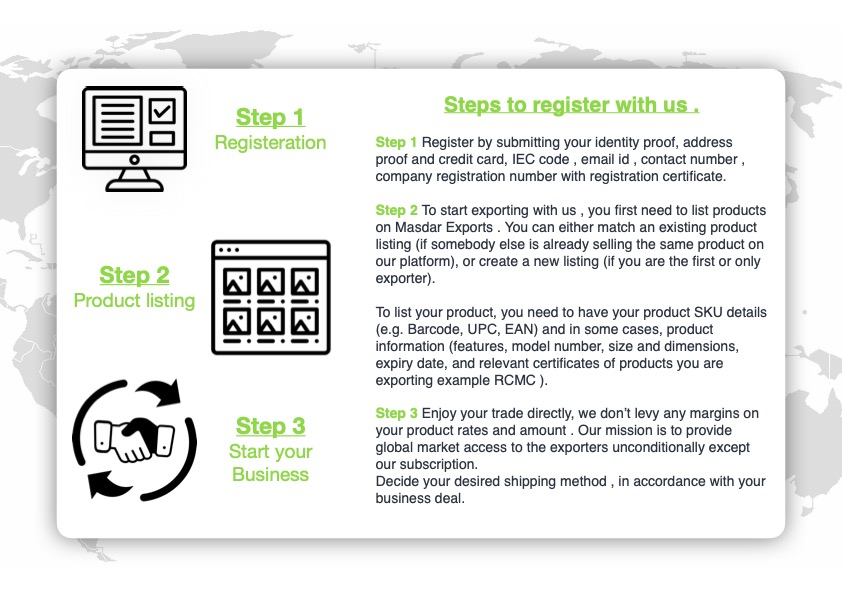 Step 1
Registeration
Step 2
Product listing
Step 3
Start your
Business
Steps to register with us .
Step 1 Register by submitting your identity proof, address
proof and credit card, IEC code , email id , contact number ,
company registration number with registration certificate.
Step 2 To start exporting with us , you first need to list products
on Masdar Exports . You can either match an existing product
listing (if somebody else is already selling the same product on
our platform), or create a new listing (if you are the first or only
exporter).
To list your product, you need to have your product SKU details
(e.g. Barcode, UPC, EAN) and in some cases, product
information (features, model number, size and dimensions,
expiry date, and relevant certificates of products you are
exporting example RCMC ).
Step 3 Enjoy your trade directly, we don’t levy any margins on
your product rates and amount . Our mission is to provide
global market access to the exporters unconditionally except
our subscription.
Decide your desired shipping method , in accordance with your
business deal.